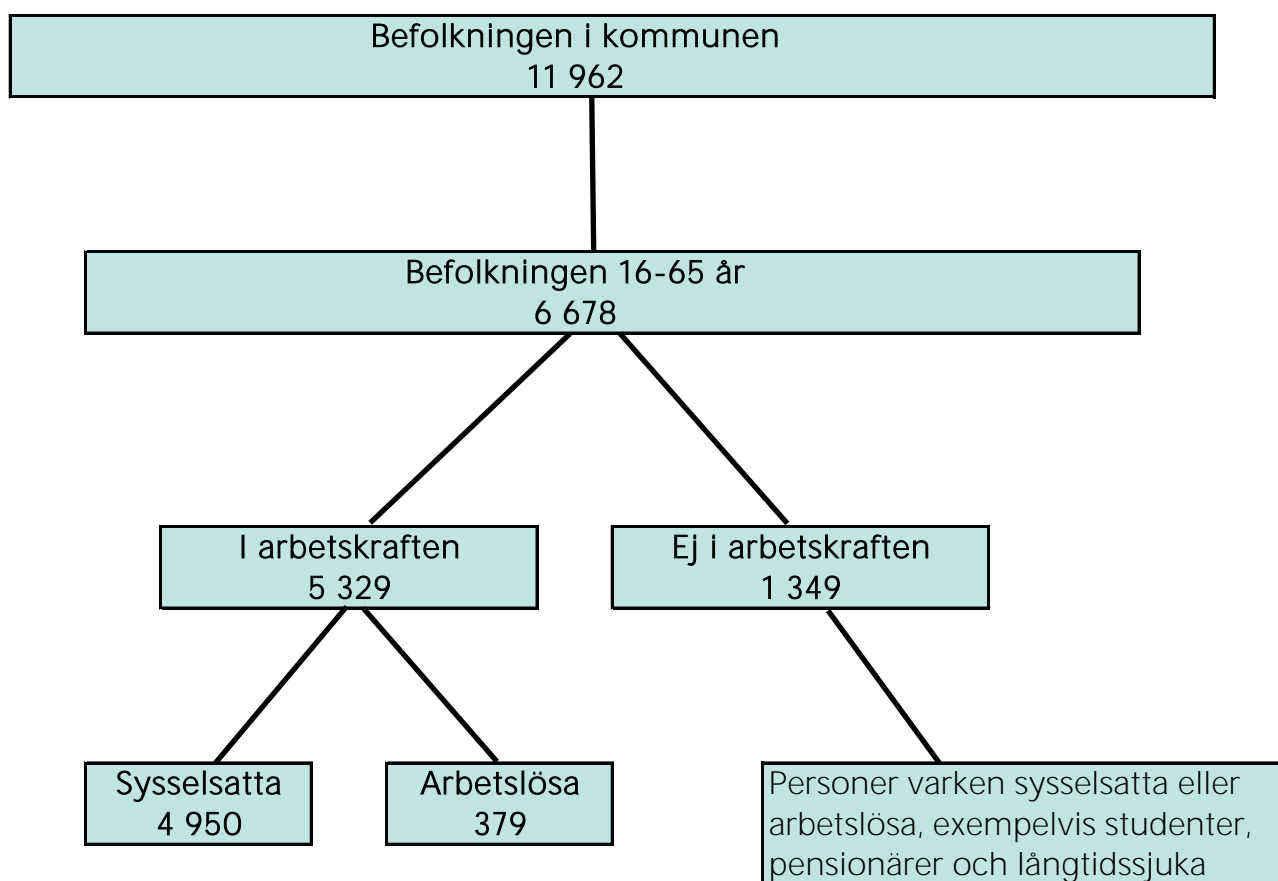 Befolkningen i kommunen
11 962
Befolkningen 16-65 år
6 678
I arbetskraften
5 329
Ej i arbetskraften
1 349
Sysselsatta
4 950
Arbetslösa
379
Personer varken sysselsatta eller
arbetslösa, exempelvis studenter,
pensionärer och långtidssjuka